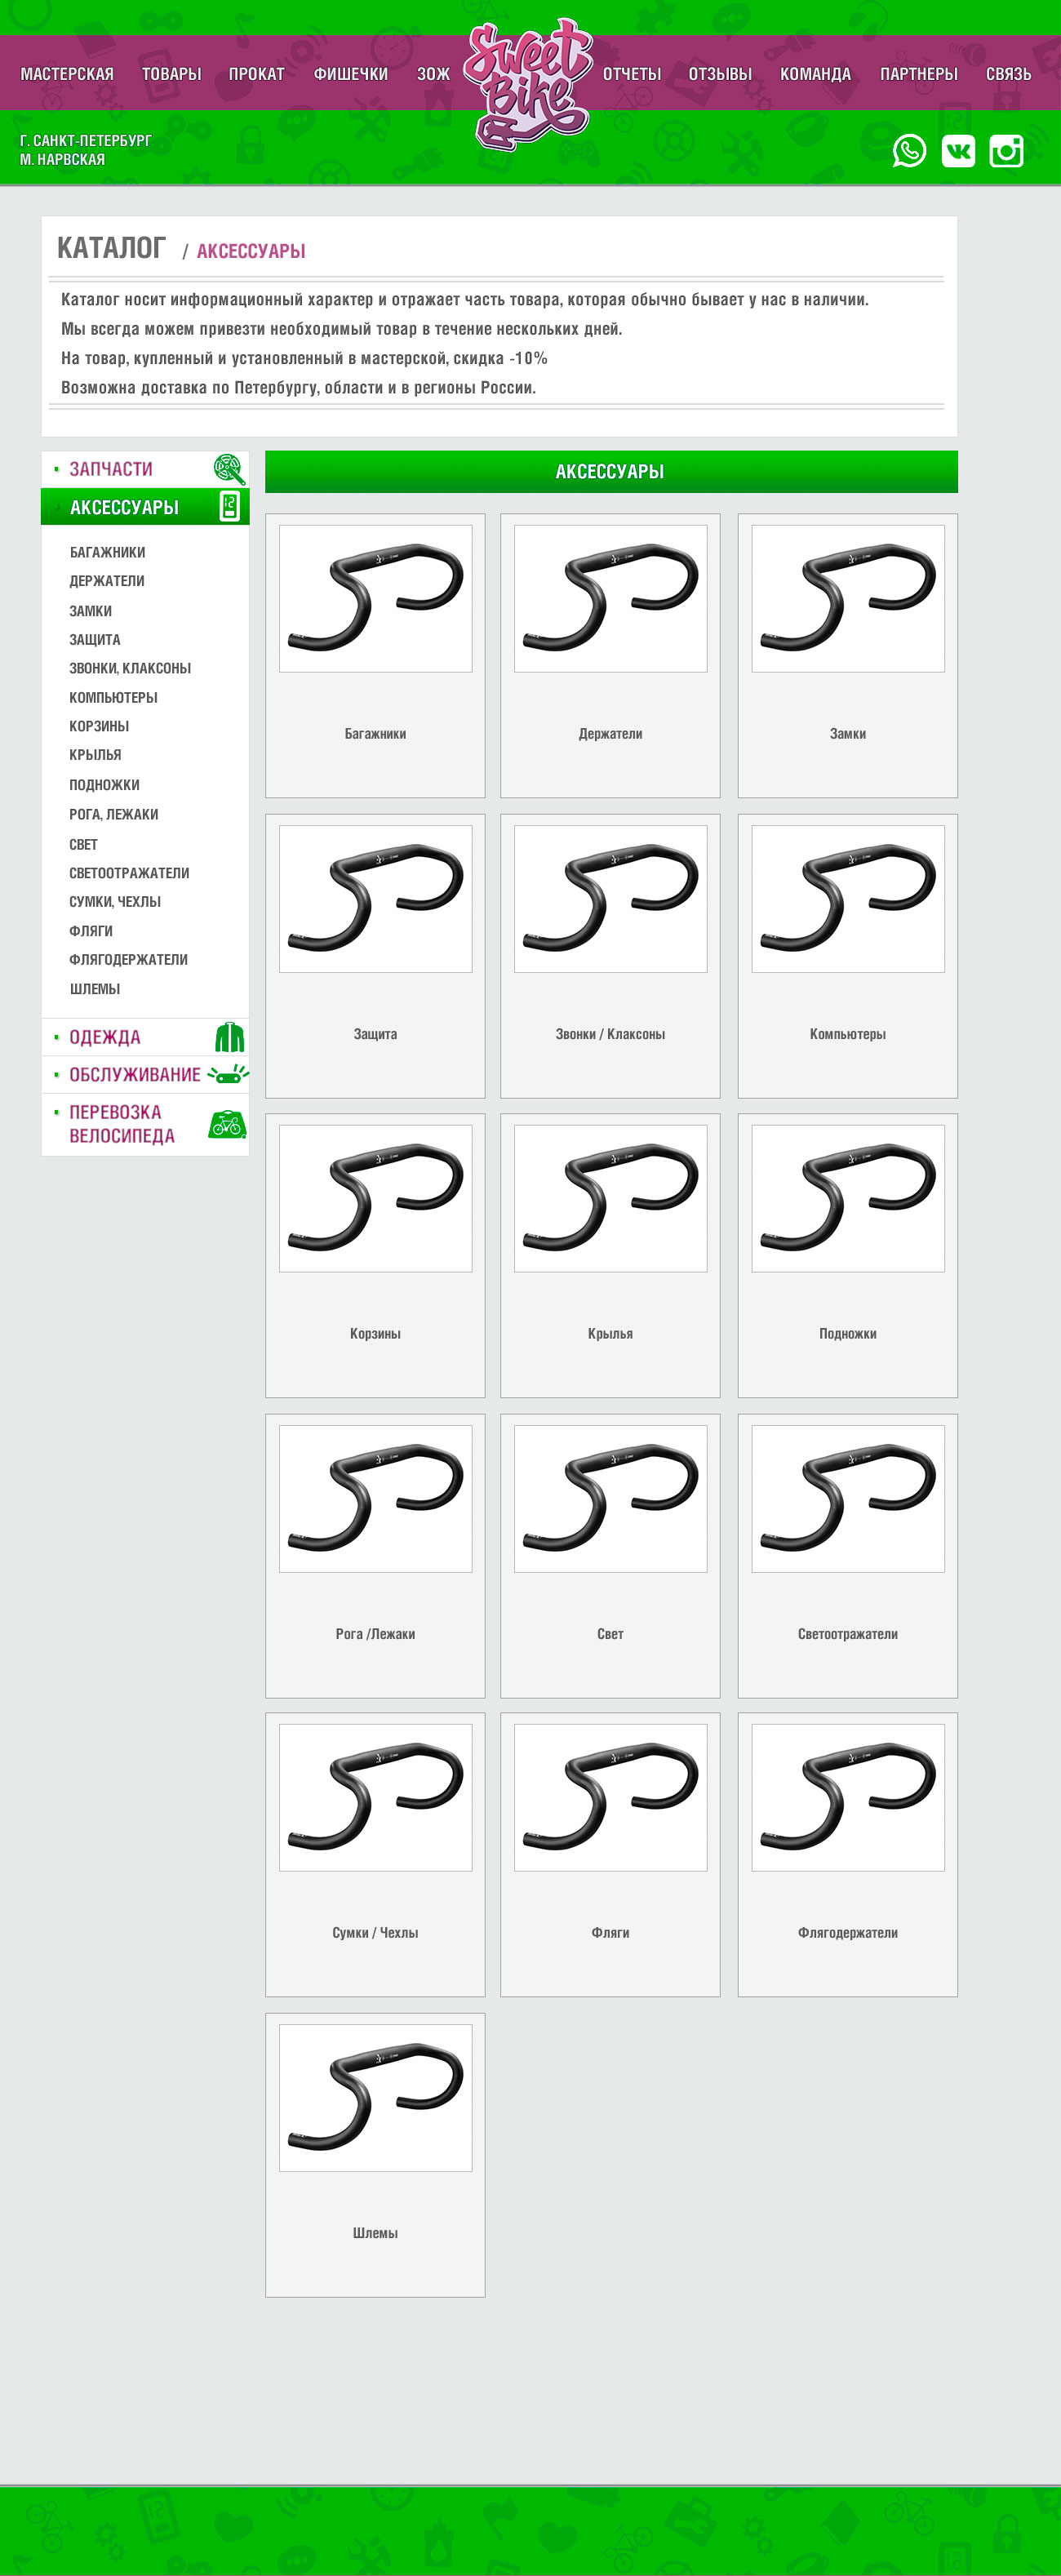 МАСТЕРСКАЯ ТОВАРЫ ПРОКАТ ФИШЕЧКИ ЗОЖ Sweet Bike ОТЧЕТЫ ОТЗЫВЫ КОМАНДА ПАРТНЕРЫ СВЯЗЬ
Г. САНКТ-ПЕТЕРБУРГ
М. НАРВСКАЯ
КАТАЛОГ / АКСЕССУАРЫ
Каталог носит информационный характер и отражает часть товара, которая обычно бывает у нас в наличии.
Мы всегда можем привезти необходимый товар в течение нескольких дней.
На товар, купленный и установленный в мастерской, скидка -10%
Возможна доставка по Петербургу, области и в регионы России.
ЗАПЧАСТИ
АКСЕССУАРЫ 12
БАГАЖНИКИ
ДЕРЖАТЕЛИ
ЗАМКИ
ЗАЩИТА
ЗВОНКИ, КЛАКСОНЫ
КОМПЬЮТЕРЫ
КОРЗИНЫ
КРЫЛЬЯ
ПОДНОЖКИ
РОГА, ЛЕЖАКИ
СВЕТ
СВЕТООТРАЖАТЕЛИ
СУМКИ, ЧЕХЛЫ
ФЛЯГИ
ФЛЯГОДЕРЖАТЕЛИ
ШЛЕМЫ
ОДЕЖДА
ОБСЛУЖИВАНИЕ
ПЕРЕВОЗКА
ВЕЛОСИПЕДА
АКСЕССУАРЫ
Багажники Держатели Замки
Защита Звонки / Клаксоны Компьютеры
Корзины Крылья Подножки
Рога /Лежаки Свет Светоотражатели
Сумки / Чехлы Фляги Флягодержатели
Шлемы